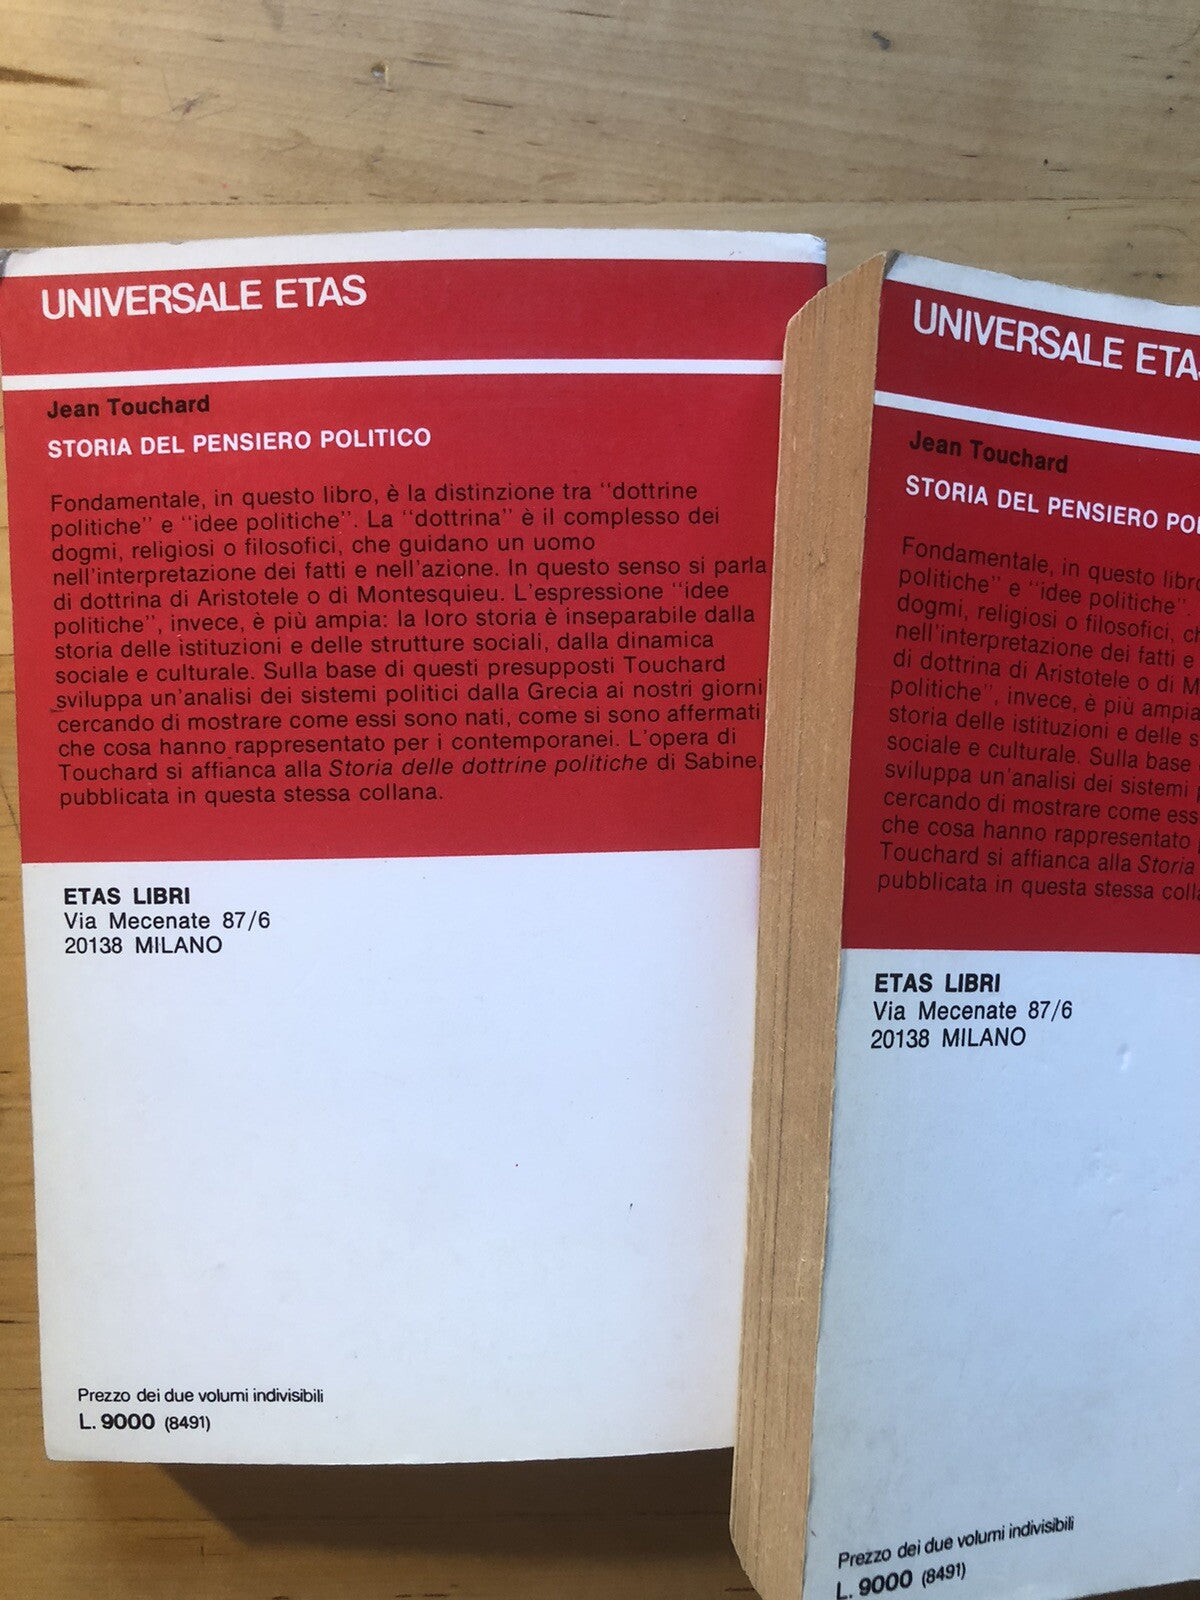 UNIVERSALE ETAS
Jean Touchard
STORIA DEL PENSIERO POLITICO
Fondamentale, in questo libro, è la distinzione tra "dottrine
politiche" e "idee politiche". La "dottrina" è il complesso dei
dogmi, religiosi o filosofici, che guidano un uomo
nell'interpretazione dei fatti e nell'azione. In questo senso si parla
di dottrina di Aristotele o di Montesquieu. L'espressione "idee
politiche", invece, è più ampia: la loro storia è inseparabile dalla
storia delle istituzioni e delle strutture sociali, dalla dinamica
sociale e culturale. Sulla base di questi presupposti Touchard
sviluppa un'analisi dei sistemi politici dalla Grecia ai nostri giorni
cercando di mostrare come essi sono nati, come si sono affermati
che cosa hanno rappresentato per i contemporanei. L'opera di
Touchard si affianca alla Storia delle dottrine politiche di Sabine,
pubblicata in questa stessa collana.
ETAS LIBRI
Via Mecenate 87/6
20138 MILANO
Prezzo dei due volumi indivisibili
L. 9000 (8491)
UNIVERSALE ETA
Jean Touchard
STORIA DEL PENSIERO
Fondamentale, in questo
politiche" e "idee politiche"
dogmi, religiosi o filosofici,
nell'interpretazione dei fatti e
di dottrina di Aristotele o di
politiche", invece, è più ampia
storia delle istituzioni e delle
sociale e culturale. Sulla base
sviluppa un'analisi dei sistemi
cercando di mostrare come
che cosa hanno rappresentato
Touchard si affianca alla Storia
pubblicata in questa stessa
ETAS LIBRI
Via Mecenate 87/6
20138 MILANO
Prezzo dei due volumi indivisibili
L. 9000 (8491)